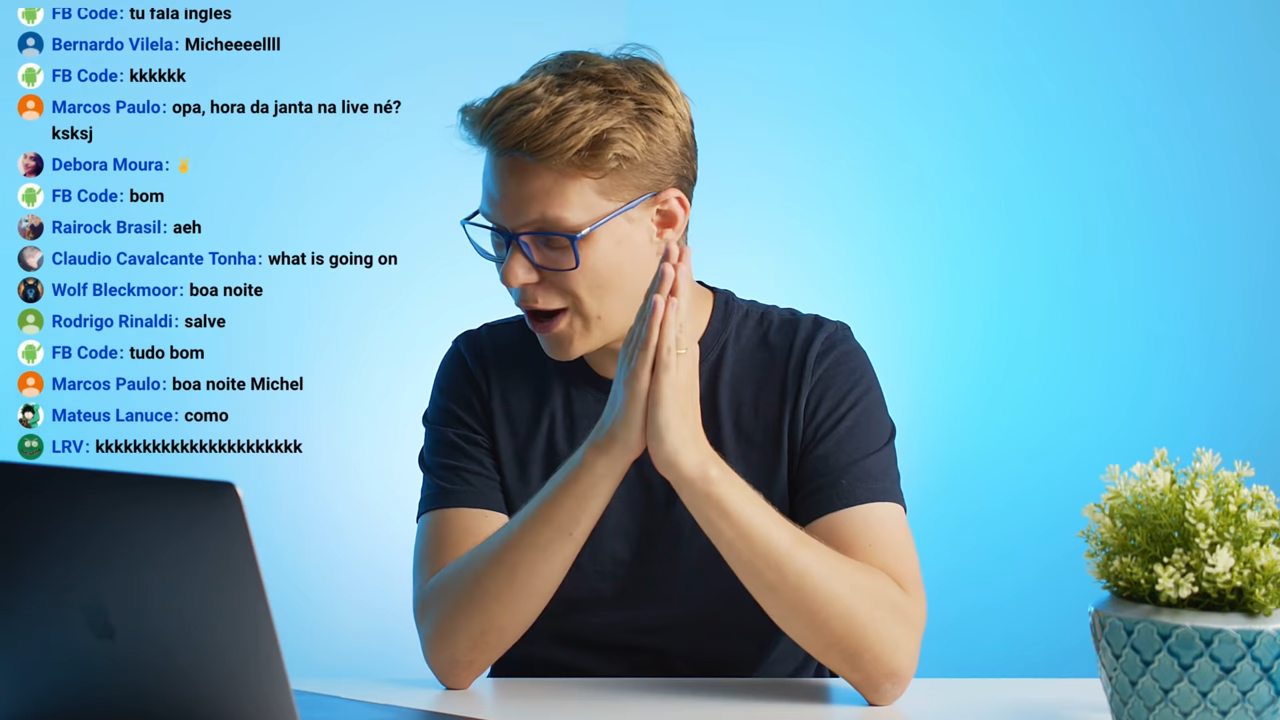 FB Code: tu fala ingles
Bernardo Vilela: Micheeeellll
FB Code: kkkkkk
Marcos Paulo: opa, hora da janta na live né?
ksksj
Debora Moura: ✌
FB Code: bom
Rairock Brasil: aeh
Claudio Cavalcante Tonha: what is going on
Wolf Bleckmoor: boa noite
Rodrigo Rinaldi: salve
FB Code: tudo bom
Marcos Paulo: boa noite Michel
Mateus Lanuce: como
LRV: kkkkkkkkkkkkkkkkkkkkkk